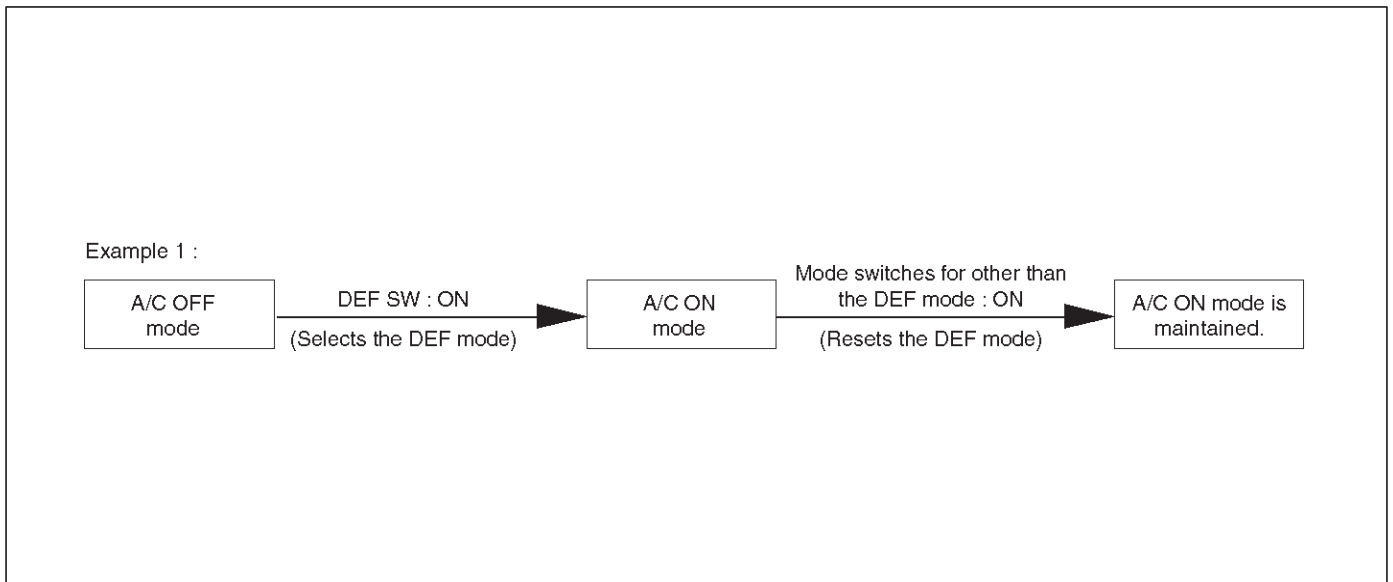 Example 1 :
A/C OFF
mode
DEF SW : ON
(Selects the DEF mode)
A/C ON
mode
Mode switches for other than
the DEF mode : ON
(Resets the DEF mode)
A/C ON mode is
maintained.